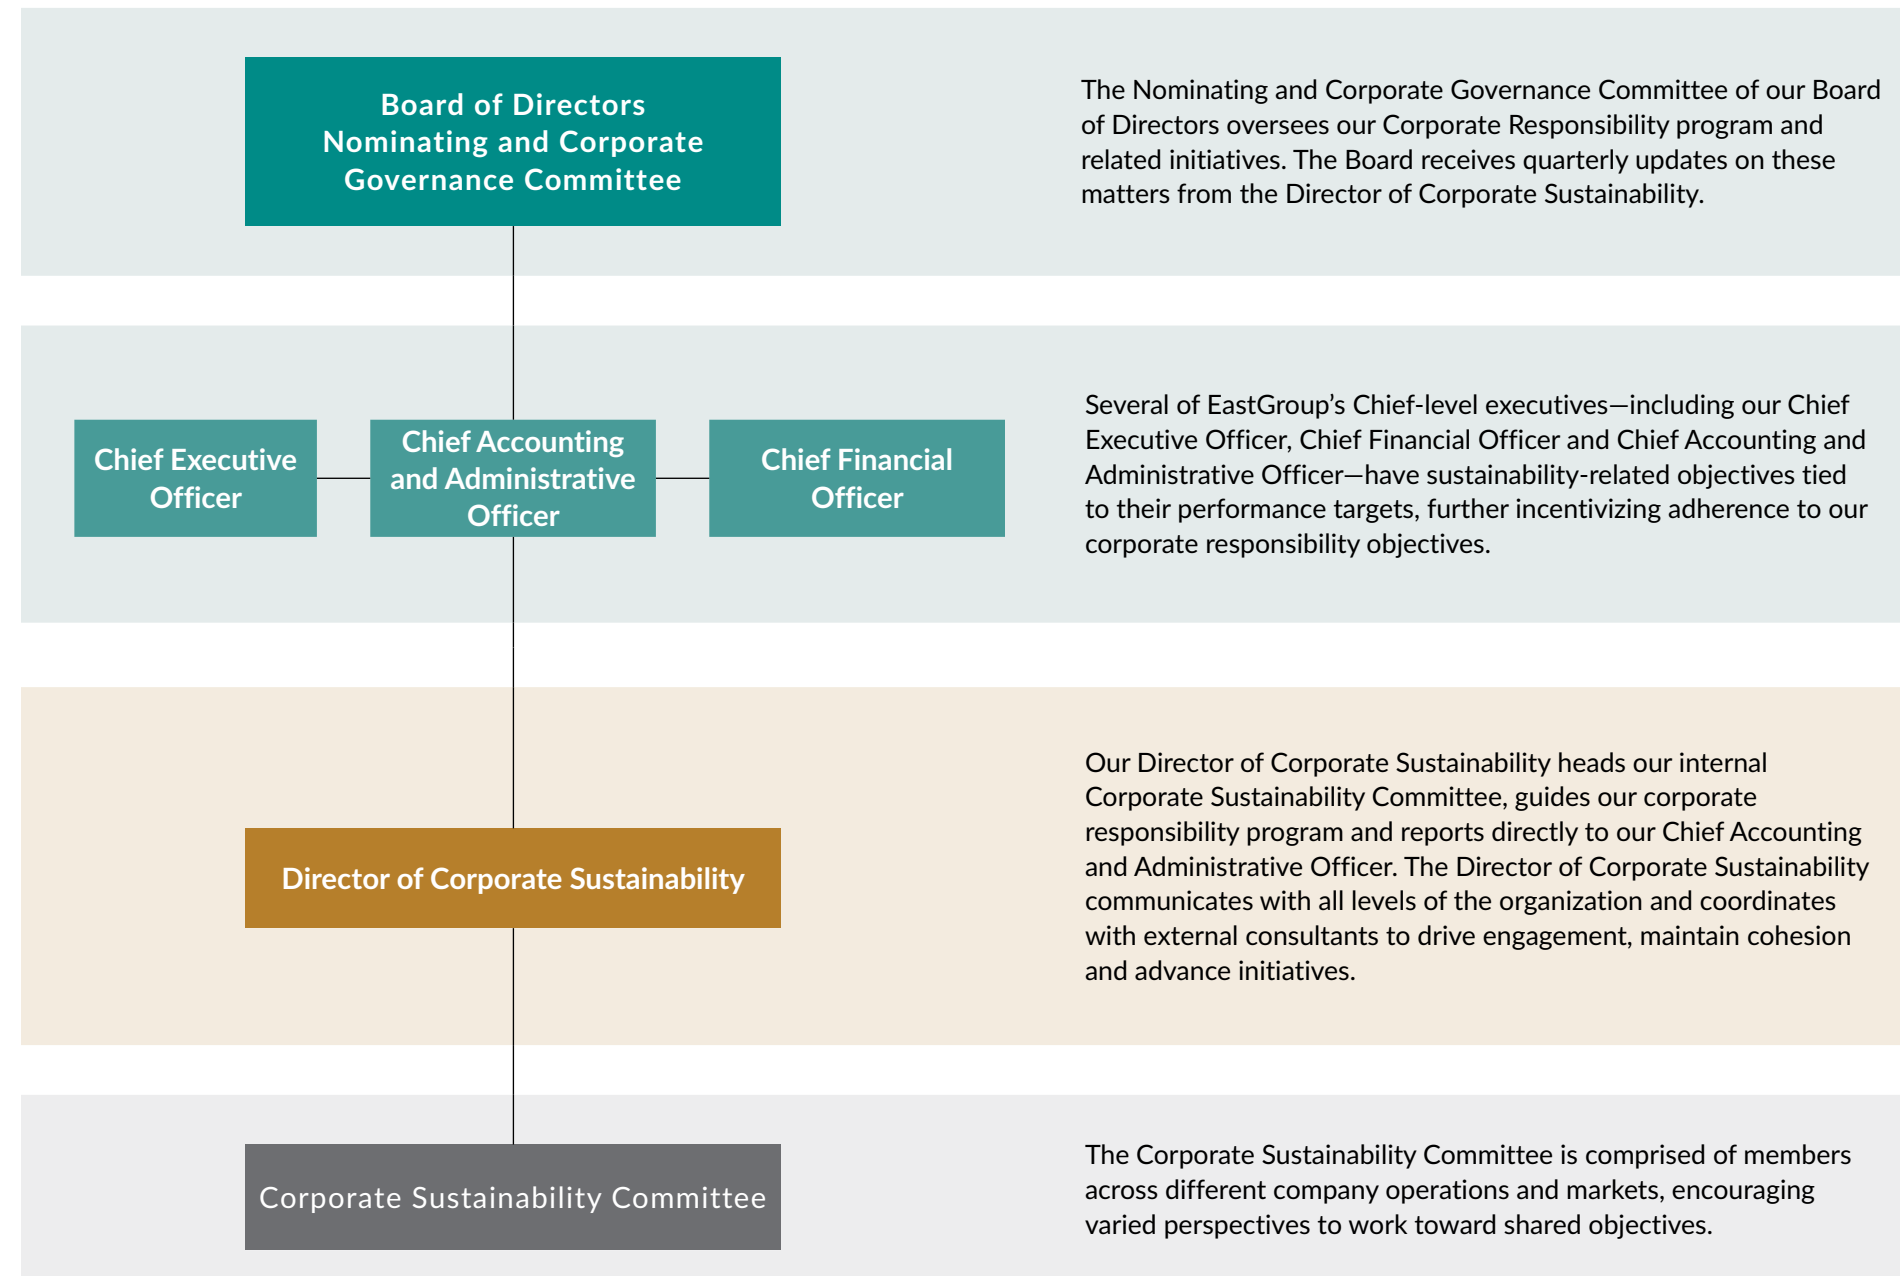 Board of Directors
Nominating and Corporate
Governance Committee
The Nominating and Corporate Governance Committee of our Board
of Directors oversees our Corporate Responsibility program and
related initiatives. The Board receives quarterly updates on these
matters from the Director of Corporate Sustainability.
Chief Executive
Officer
Chief Accounting
and Administrative
Officer
Chief Financial
Officer
Several of EastGroup’s Chief-level executives—including our Chief
Executive Officer, Chief Financial Officer and Chief Accounting and
Administrative Officer—have sustainability-related objectives tied
to their performance targets, further incentivizing adherence to our
corporate responsibility objectives.
Director of Corporate Sustainability
Our Director of Corporate Sustainability heads our internal
Corporate Sustainability Committee, guides our corporate
responsibility program and reports directly to our Chief Accounting
and Administrative Officer. The Director of Corporate Sustainability
communicates with all levels of the organization and coordinates
with external consultants to drive engagement, maintain cohesion
and advance initiatives.
Corporate Sustainability Committee
The Corporate Sustainability Committee is comprised of members
across different company operations and markets, encouraging
varied perspectives to work toward shared objectives.